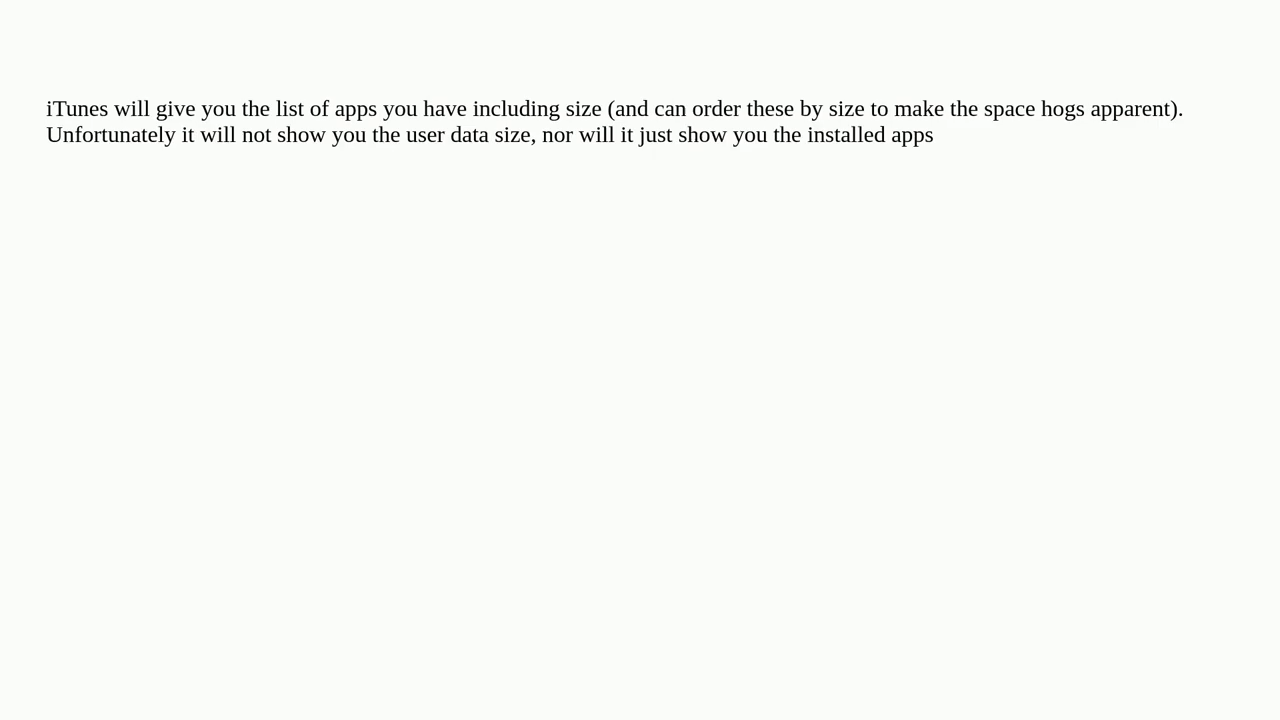 iTunes will give you the list of apps you have including size (and can order these by size to make the space hogs apparent).
Unfortunately it will not show you the user data size, nor will it just show you the installed apps